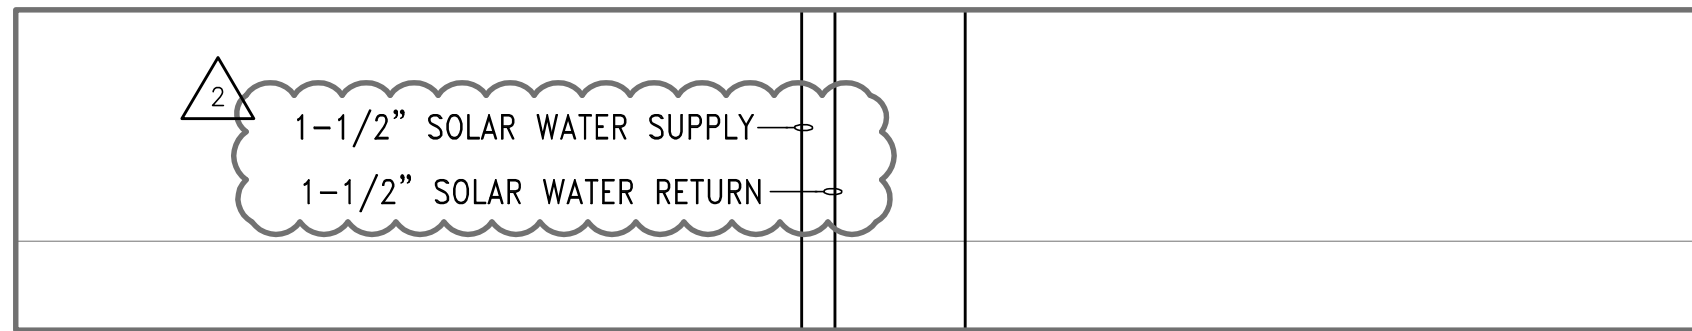 2
1-1/2” SOLAR WATER SUPPLY
1-1/2” SOLAR WATER RETURN